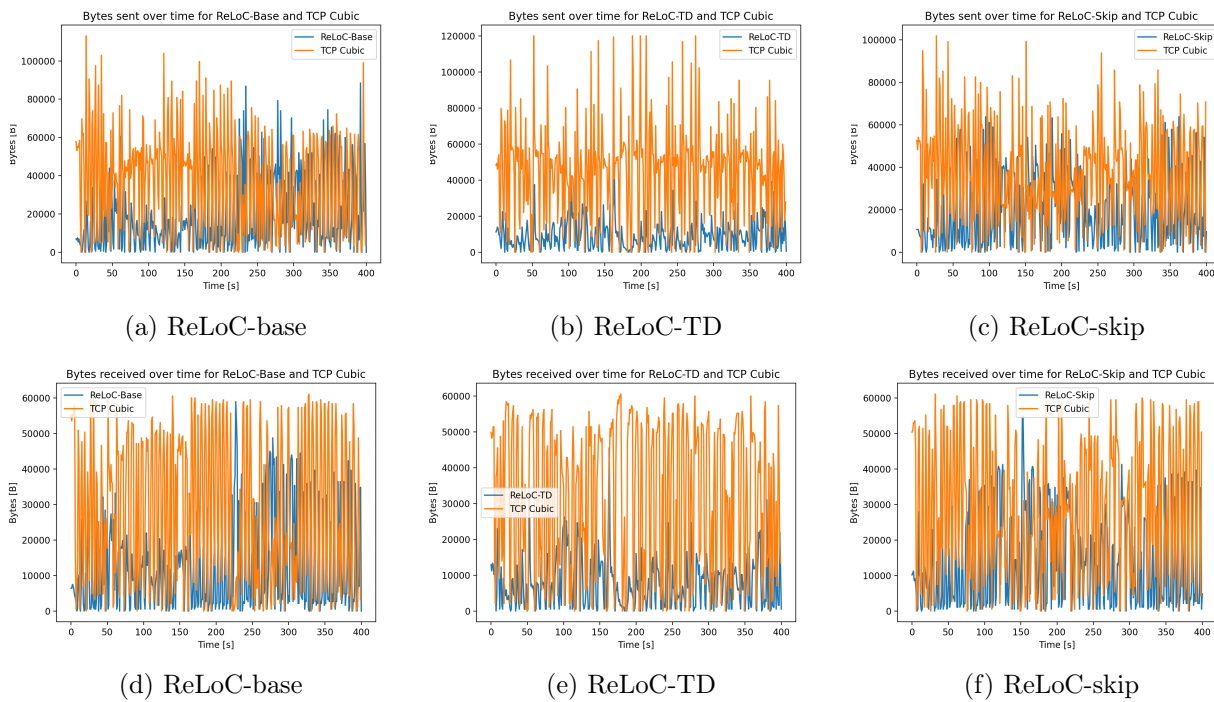 Bytes sent over time for ReLoC-Base and TCP Cubic
ReLoC-Base
TCP Cubic
Bytes [B]
100000
80000
60000
40000
20000
0
0 50 100 150 200 250 300 350 400
Time [s]
(a) ReLoC-base
Bytes sent over time for ReLoC-TD and TCP Cubic
ReLoC-TD
TCP Cubic
Bytes [B]
120000
100000
80000
60000
40000
20000
0
0 50 100 150 200 250 300 350 400
Time [s]
(b) ReLoC-TD
Bytes sent over time for ReLoC-Skip and TCP Cubic
ReLoC-Skip
TCP Cubic
Bytes [B]
100000
80000
60000
40000
20000
0
0 50 100 150 200 250 300 350 400
Time [s]
(c) ReLoC-skip
Bytes received over time for ReLoC-Base and TCP Cubic
ReLoC-Base
TCP Cubic
Bytes [B]
60000
50000
40000
30000
20000
10000
0
0 50 100 150 200 250 300 350 400
Time [s]
(d) ReLoC-base
Bytes received over time for ReLoC-TD and TCP Cubic
ReLoC-TD
TCP Cubic
Bytes [B]
60000
50000
40000
30000
20000
10000
0
0 50 100 150 200 250 300 350 400
Time [s]
(e) ReLoC-TD
Bytes received over time for ReLoC-Skip and TCP Cubic
ReLoC-Skip
TCP Cubic
Bytes [B]
60000
50000
40000
30000
20000
10000
0
0 50 100 150 200 250 300 350 400
Time [s]
(f) ReLoC-skip